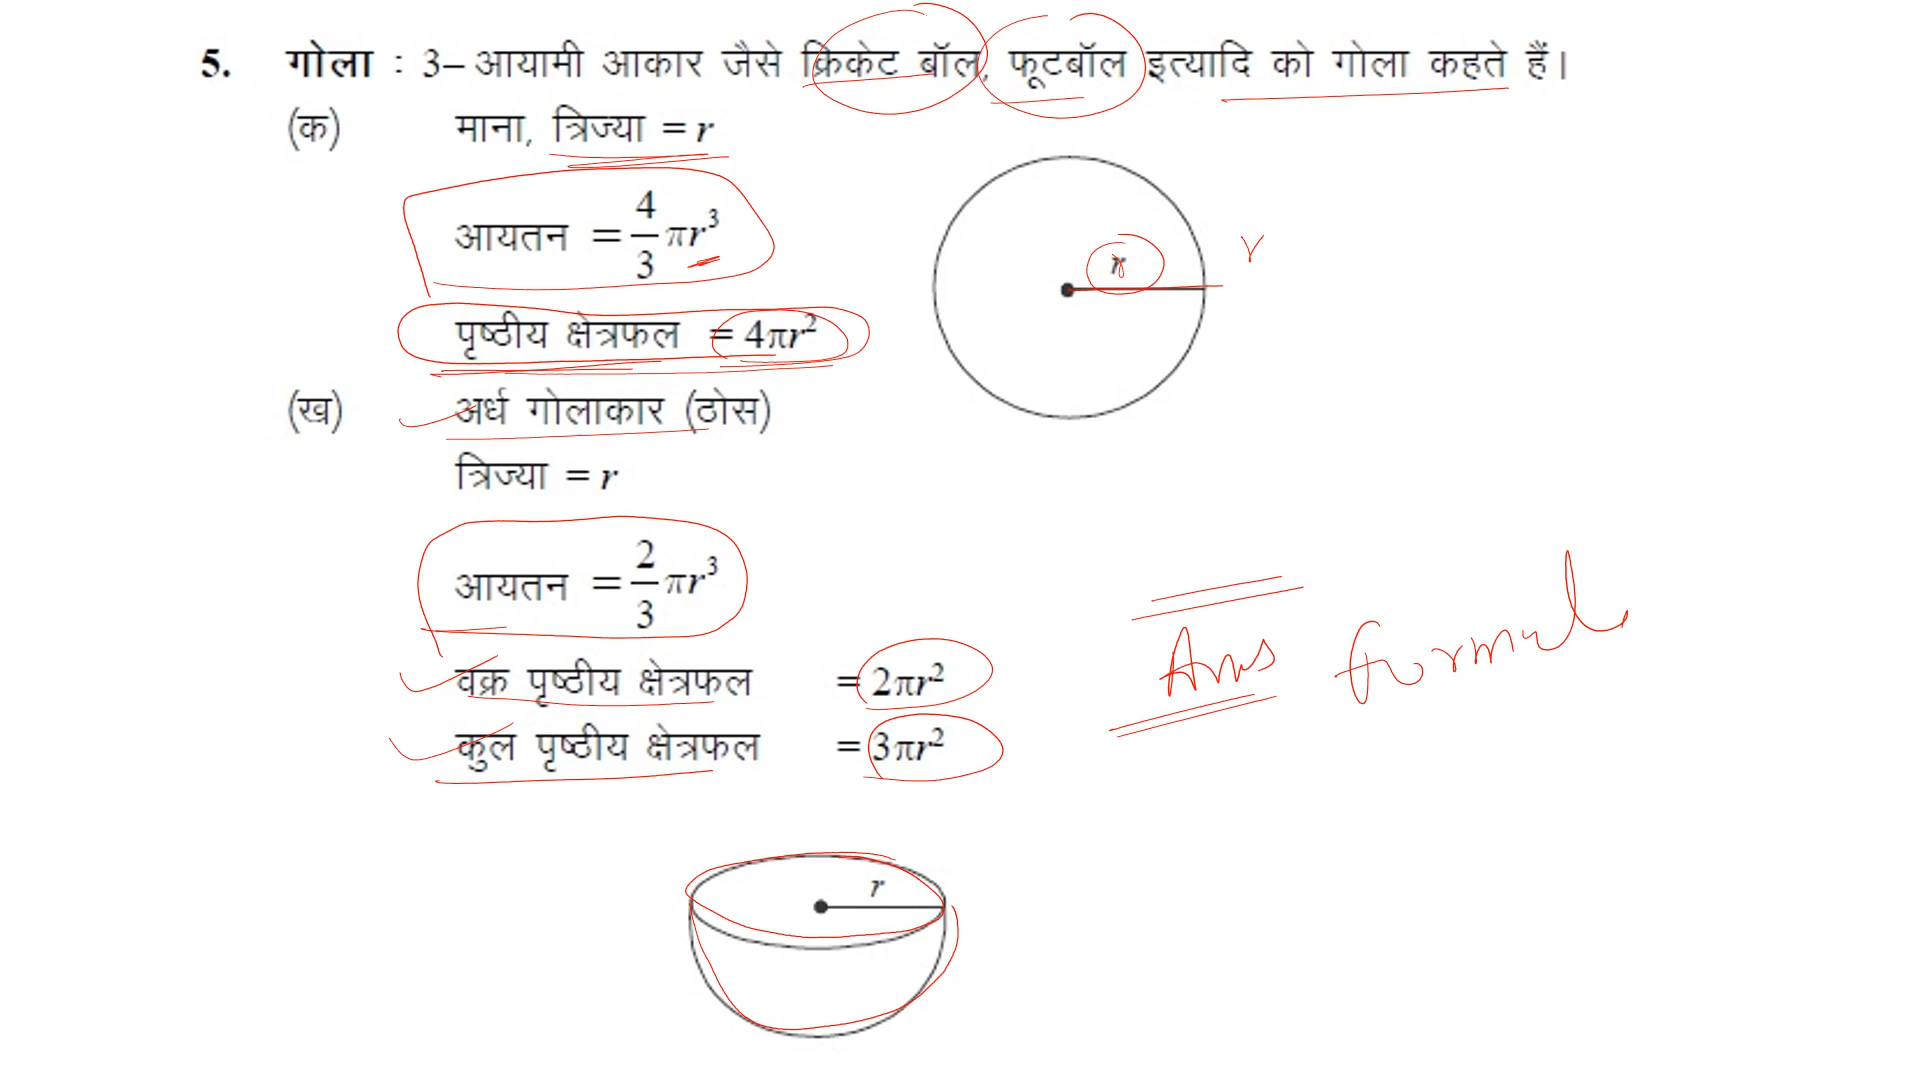 5. गोला : 3– आयामी आकार जैसे क्रिकेट बॉल, फूटबॉल इत्यादि को गोला कहते हैं।
(क) माना, त्रिज्या = r
आयतन = 4/3 πr³
r r
पृष्ठीय क्षेत्रफल = 4πr²
(ख) अर्ध गोलाकार (ठोस)
त्रिज्या = r
आयतन = 2/3 πr³
वक्र पृष्ठीय क्षेत्रफल = 2πr²
Ans
कुल पृष्ठीय क्षेत्रफल = 3πr²
r